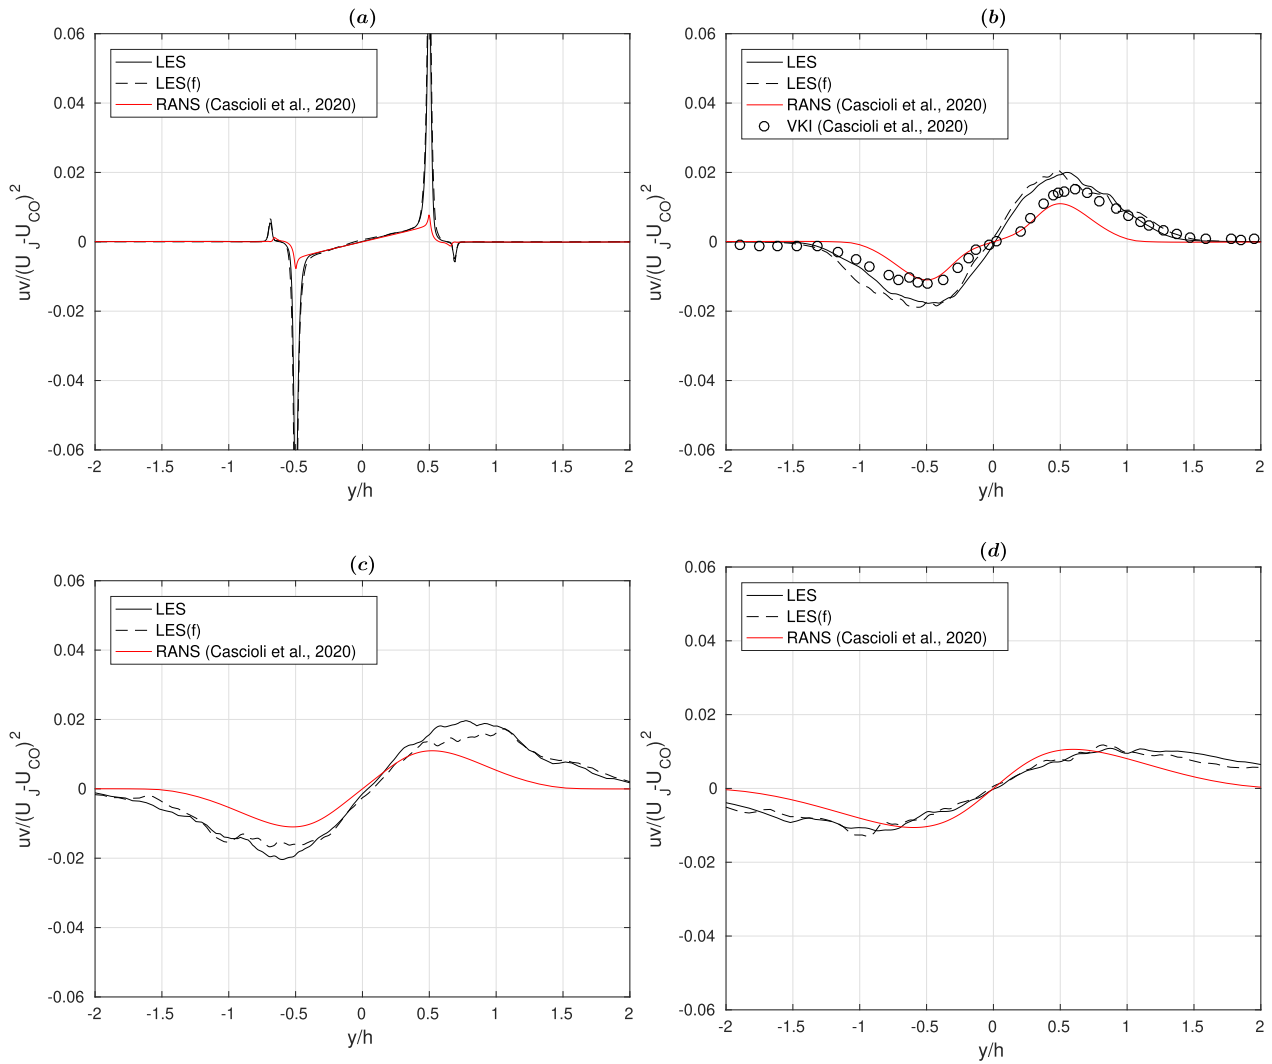 (a)
0.06
0.04
0.02
0
-0.02
-0.04
-0.06
uv/(U_J-U_CO)^2
LES
LES(f)
RANS (Cascioli et al., 2020)
-2 -1.5 -1 -0.5 0 0.5 1 1.5 2
y/h
(b)
0.06
0.04
0.02
0
-0.02
-0.04
-0.06
uv/(U_J-U_CO)^2
LES
LES(f)
RANS (Cascioli et al., 2020)
VKI (Cascioli et al., 2020)
-2 -1.5 -1 -0.5 0 0.5 1 1.5 2
y/h
(c)
0.06
0.04
0.02
0
-0.02
-0.04
-0.06
uv/(U_J-U_CO)^2
LES
LES(f)
RANS (Cascioli et al., 2020)
-2 -1.5 -1 -0.5 0 0.5 1 1.5 2
y/h
(d)
0.06
0.04
0.02
0
-0.02
-0.04
-0.06
uv/(U_J-U_CO)^2
LES
LES(f)
RANS (Cascioli et al., 2020)
-2 -1.5 -1 -0.5 0 0.5 1 1.5 2
y/h